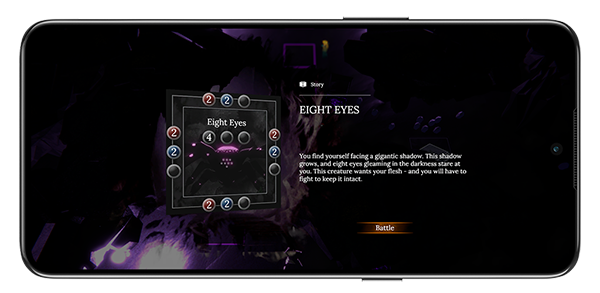 Story
EIGHT EYES
You find yourself facing a gigantic shadow. This shadow
grows, and eight eyes gleaming in the darkness stare at
you. This creature wants your flesh - and you will have to
fight to keep it intact.
Battle
2 2
Eight Eyes
4
2 2
2 2
2 2